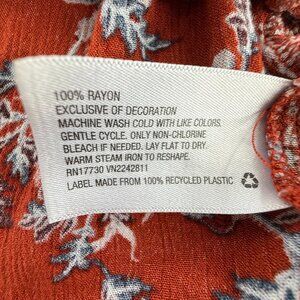 100% RAYON
EXCLUSIVE OF DECORATION
MACHINE WASH COLD WITH LIKE COLORS.
GENTLE CYCLE. ONLY NON-CHLORINE
BLEACH IF NEEDED. LAY FLAT TO DRY.
WARM STEAM IRON TO RESHAPE.
RN17730 VN2242811
LABEL MADE FROM 100% RECYCLED PLASTIC